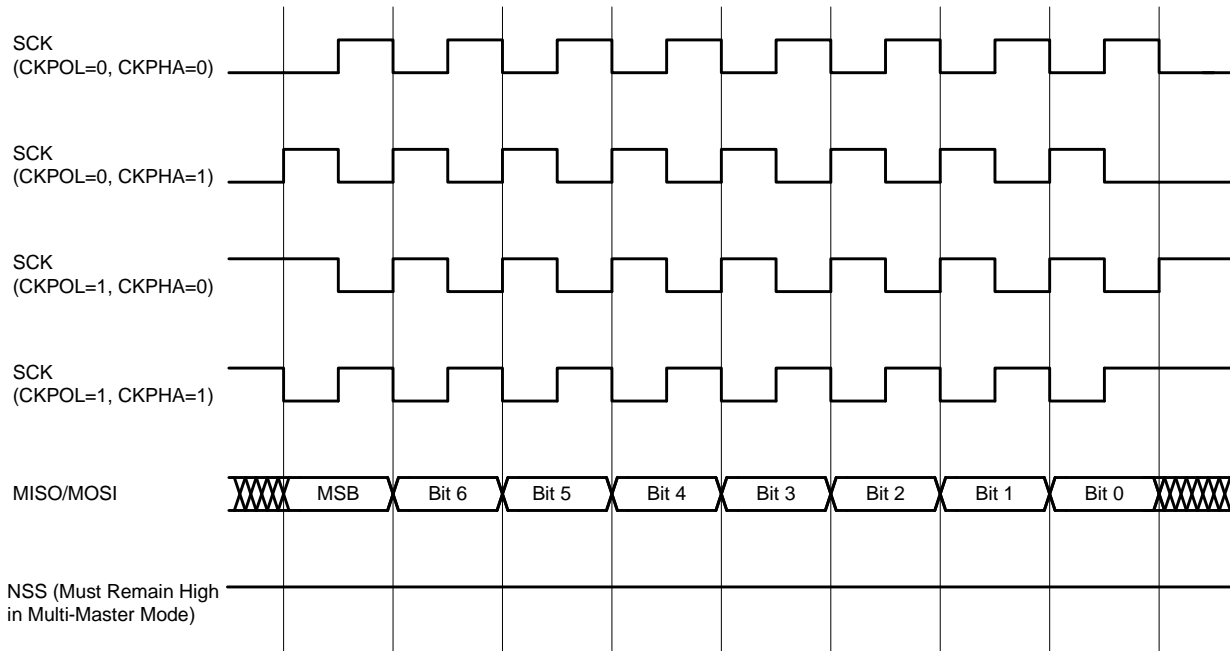 SCK
(CKPOL=0, CKPHA=0)
SCK
(CKPOL=0, CKPHA=1)
SCK
(CKPOL=1, CKPHA=0)
SCK
(CKPOL=1, CKPHA=1)
MISO/MOSI MSB Bit 6 Bit 5 Bit 4 Bit 3 Bit 2 Bit 1 Bit 0
NSS (Must Remain High
in Multi-Master Mode)